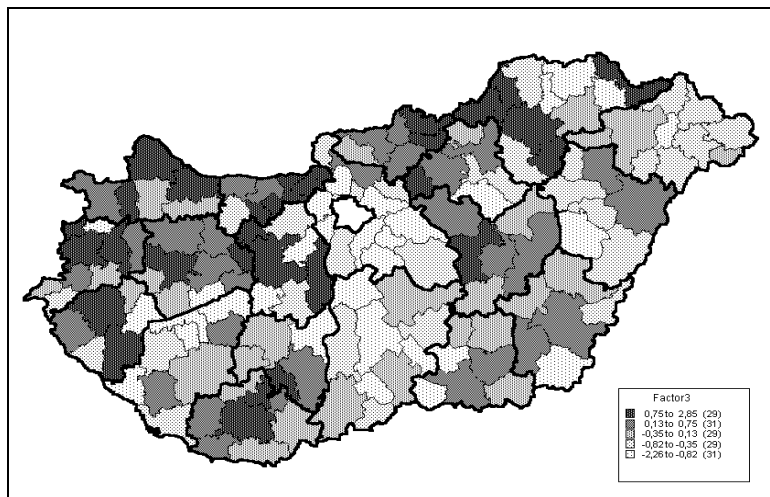 Factor3
0,75 to 2,85 (29)
0,13 to 0,75 (31)
-0,35 to 0,13 (29)
-0,82 to -0,35 (29)
-2,26 to -0,82 (31)